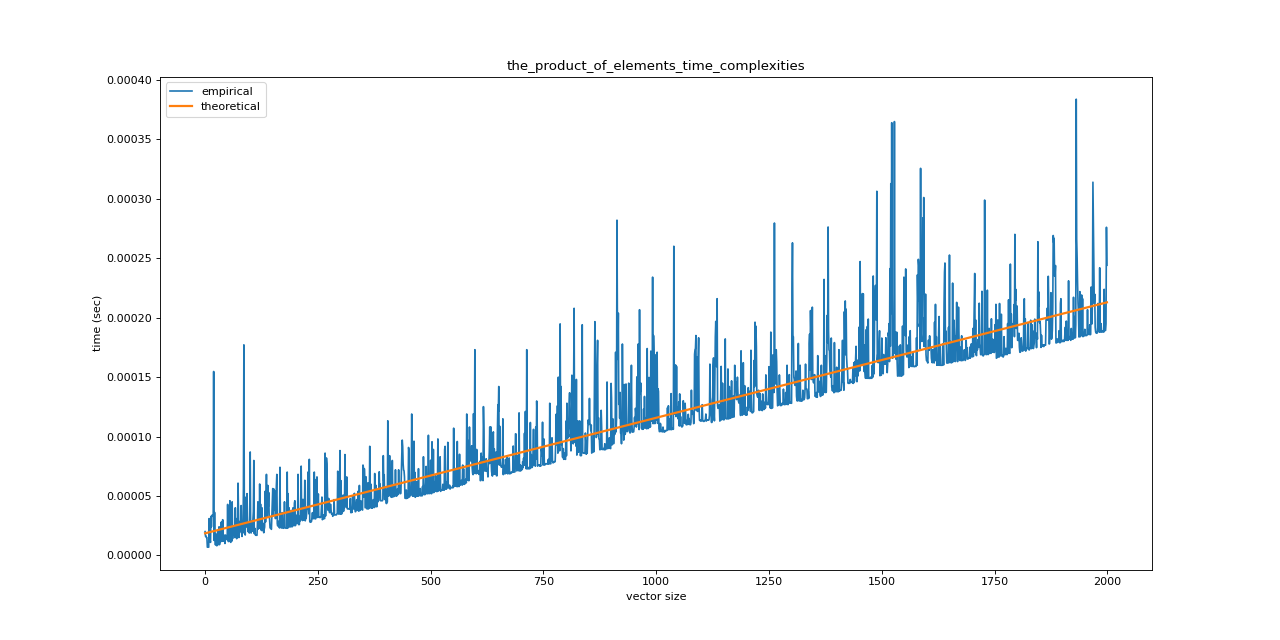 the_product_of_elements_time_complexities
empirical
theoretical
0.00040
0.00035
0.00030
0.00025
0.00020
0.00015
0.00010
0.00005
0.00000
time (sec)
0 250 500 750 1000 1250 1500 1750 2000
vector size